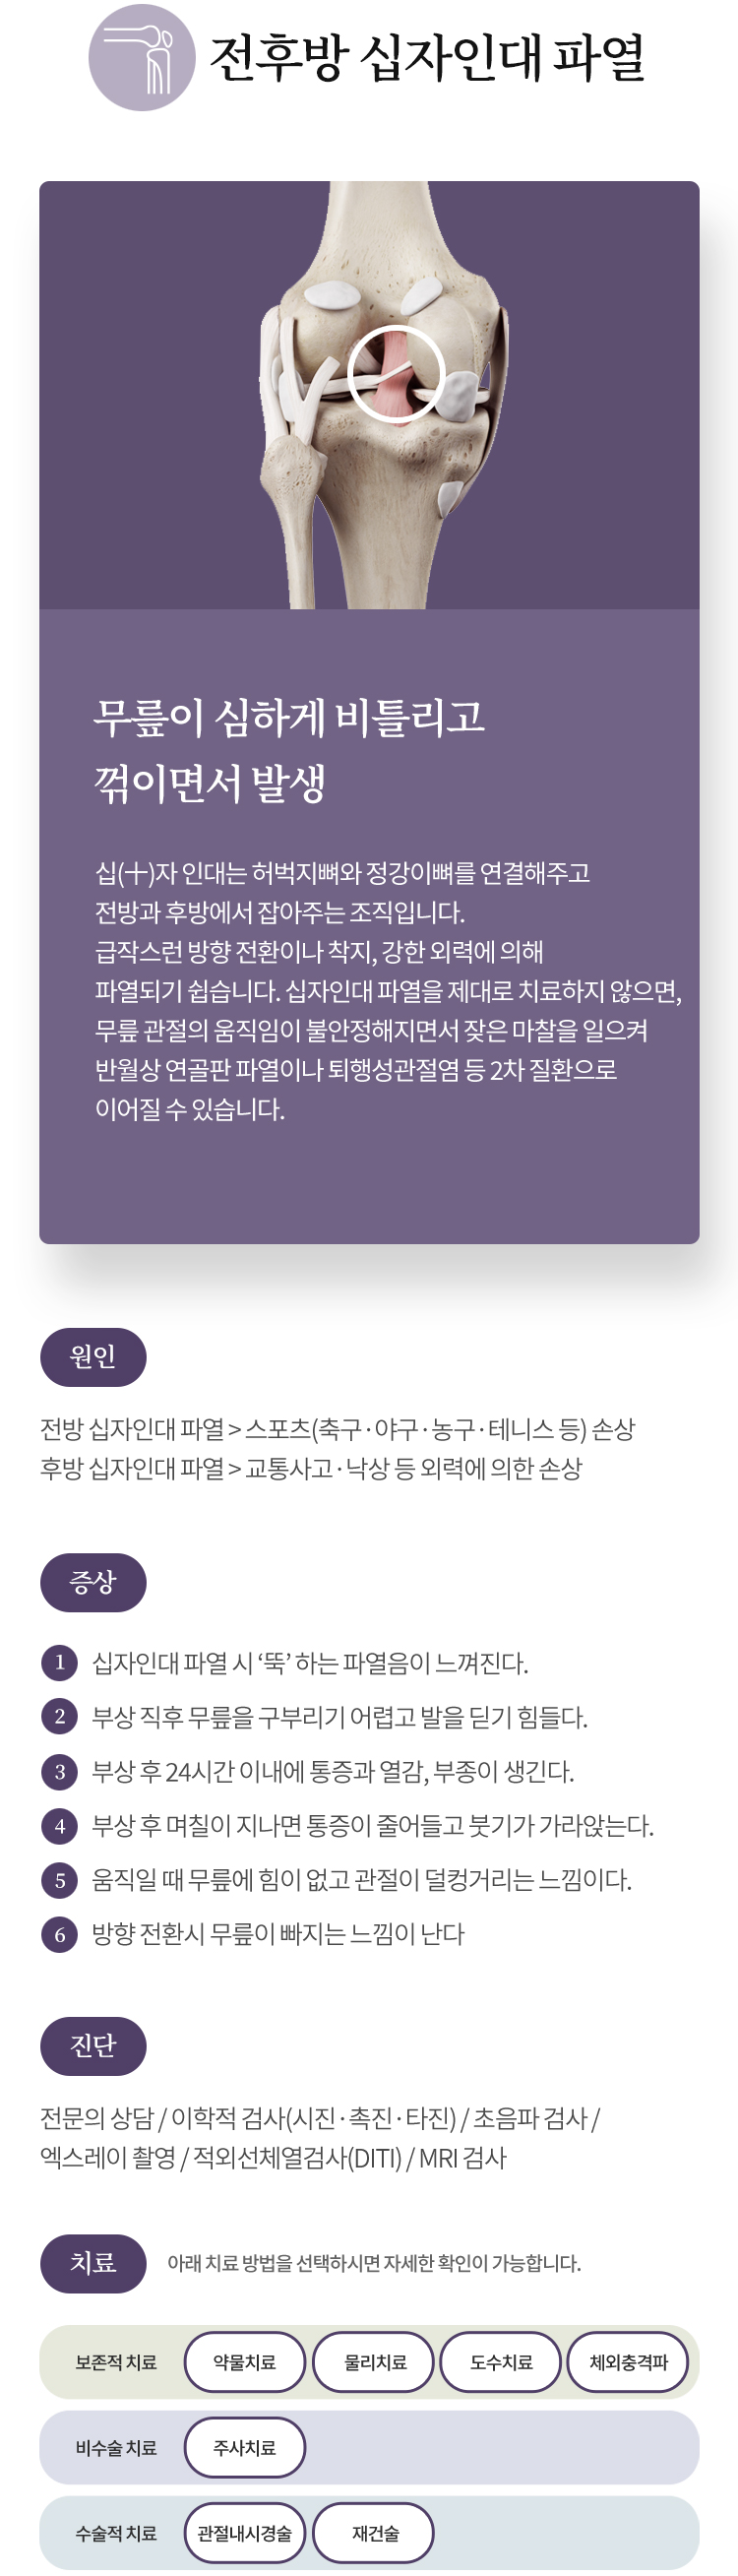 전후방 십자인대 파열
무릎이 심하게 비틀리고
꺾이면서 발생
십(十)자 인대는 허벅지뼈와 정강이뼈를 연결해주고
전방과 후방에서 잡아주는 조직입니다.
급작스런 방향 전환이나 착지, 강한 외력에 의해
파열되기 쉽습니다. 십자인대 파열을 제대로 치료하지 않으면,
무릎 관절의 움직임이 불안정해지면서 잦은 마찰을 일으켜
반월상 연골판 파열이나 퇴행성관절염 등 2차 질환으로
이어질 수 있습니다.
원인
전방 십자인대 파열 > 스포츠(축구·야구·농구·테니스 등) 손상
후방 십자인대 파열 > 교통사고·낙상 등 외력에 의한 손상
증상
1 십자인대 파열 시 ‘뚝’ 하는 파열음이 느껴진다.
2 부상 직후 무릎을 구부리기 어렵고 발을 딛기 힘들다.
3 부상 후 24시간 이내에 통증과 열감, 부종이 생긴다.
4 부상 후 며칠이 지나면 통증이 줄어들고 붓기가 가라앉는다.
5 움직일 때 무릎에 힘이 없고 관절이 덜컹거리는 느낌이다.
6 방향 전환시 무릎이 빠지는 느낌이 난다
진단
전문의 상담 / 이학적 검사(시진·촉진·타진) / 초음파 검사 /
엑스레이 촬영 / 적외선체열검사(DITI) / MRI 검사
치료 아래 치료 방법을 선택하시면 자세한 확인이 가능합니다.
보존적 치료 약물치료 물리치료 도수치료 체외충격파
비수술 치료 주사치료
수술적 치료 관절내시경술 재건술